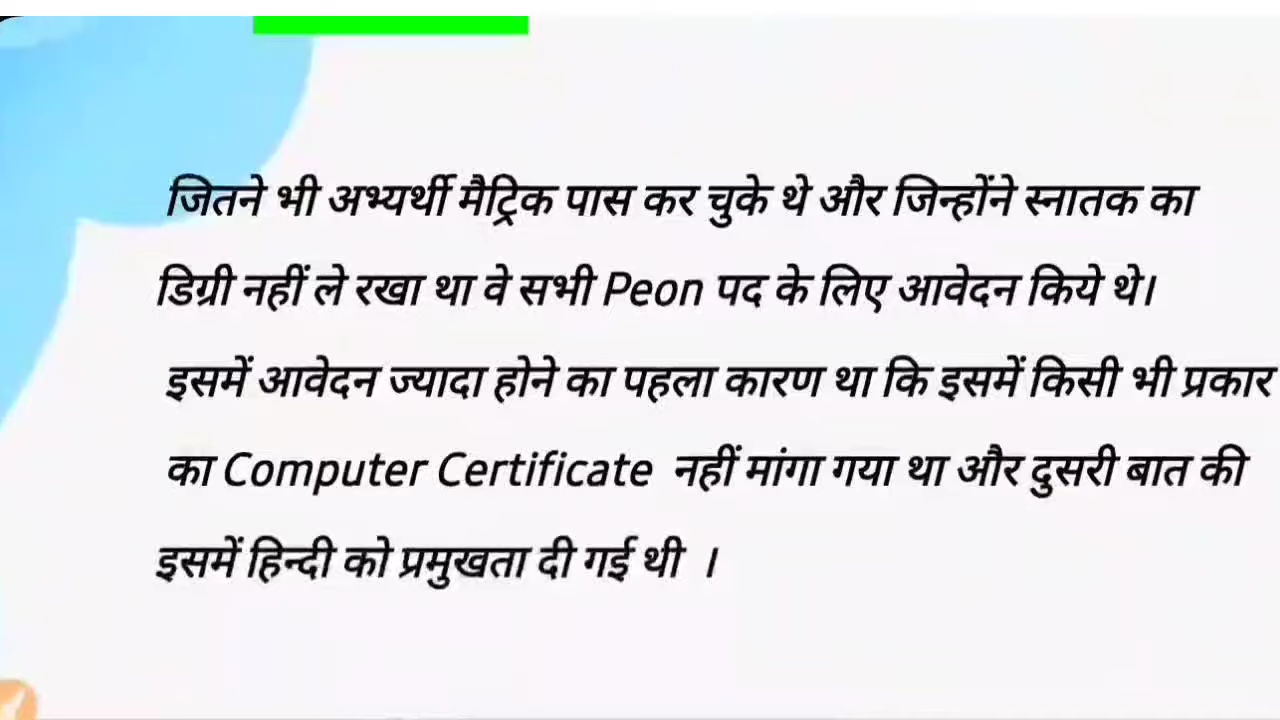 जितने भी अभ्यर्थी मैट्रिक पास कर चुके थे और जिन्होंने स्नातक का
डिग्री नहीं ले रखा था वे सभी Peon पद के लिए आवेदन किये थे।
इसमें आवेदन ज्यादा होने का पहला कारण था कि इसमें किसी भी प्रकार
का Computer Certificate नहीं मांगा गया था और दुसरी बात की
इसमें हिन्दी को प्रमुखता दी गई थी ।